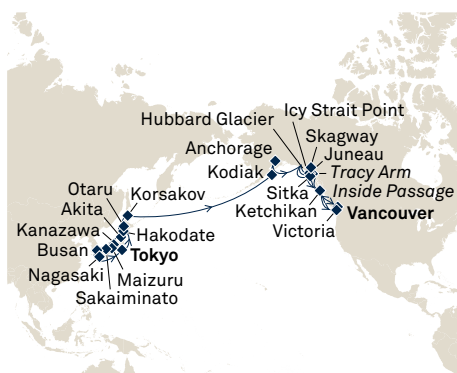 Icy Strait Point
Hubbard Glacier
Skagway
Anchorage
Juneau
Kodiak
Tracy Arm
Sitka
Inside Passage
Ketchikan
Vancouver
Victoria
Otaru
Korsakov
Akita
Kanazawa
Hakodate
Busan
Tokyo
Nagasaki
Maizuru
Sakaiminato